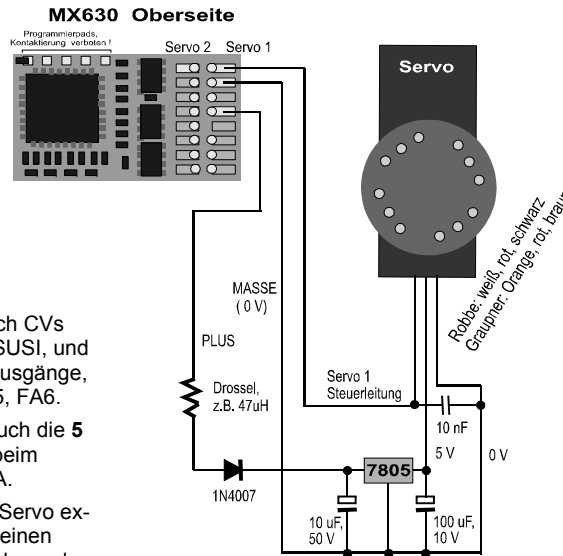 MX630 Oberseite
Programmierpads,
Kontaktierung verboten !
Servo 2 Servo 1
Servo
Robbe: weiß, rot, schwarz
Graupner: Orange, rot, braun
MASSE
( 0 V)
PLUS
ch CVs
SUSI, und
usgänge,
5, FA6.
uch die 5
beim
A.
Servo ex-
einen
Drossel,
z.B. 47uH
Servo 1
Steuerleitung
10 nF
5 V
0 V
7805
1N4007
10 uF,
50 V
100 uF,
10 V